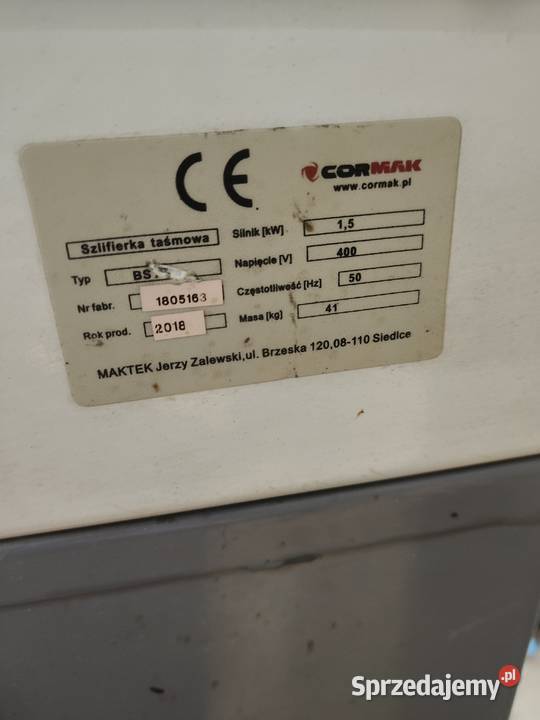 CE
CORMAK
www.cormak.pl
Szlifierka taśmowa
Typ BS
Nr fabr. 1805163
Rok prod. 2018
Silnik [kW] 1,5
Napięcie [V] 400
Częstotliwość [Hz] 50
Masa [kg] 41
MAKTEK Jerzy Zalewski,ul. Brzeska 120,08-110 Siedlce
Sprzedajemy.pl